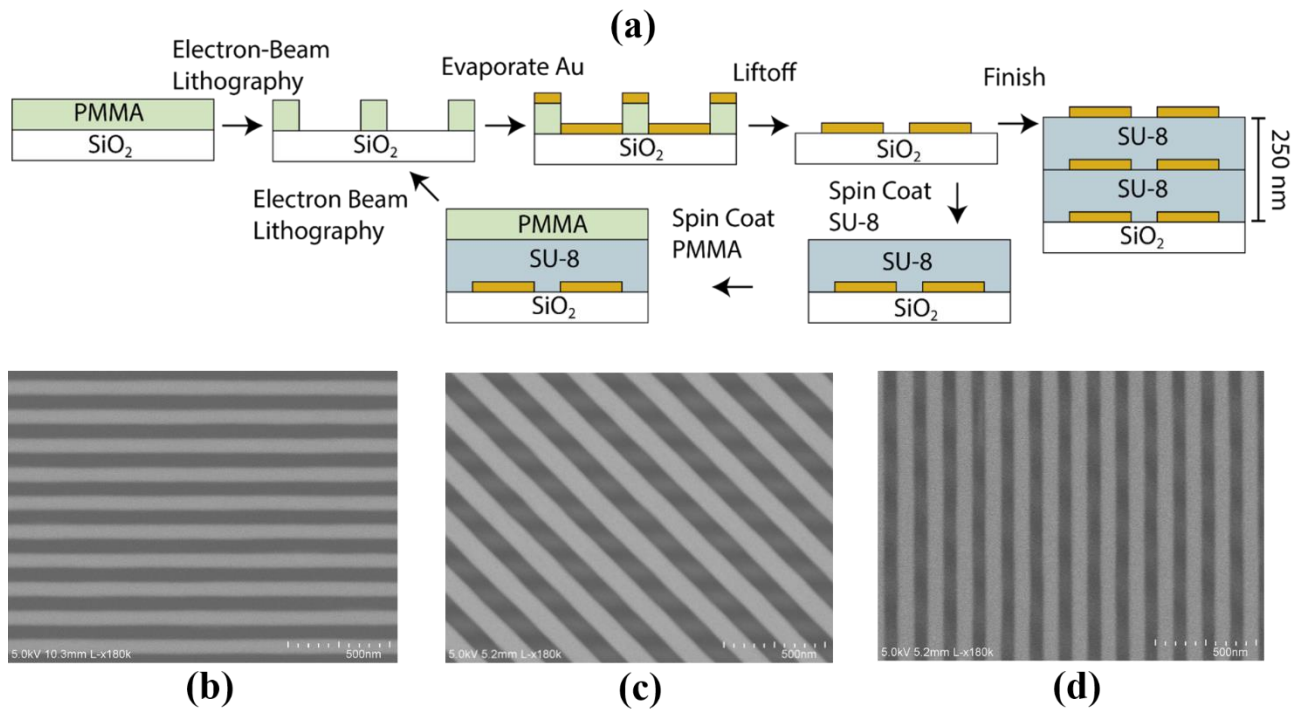 (a)
Electron-Beam
Lithography
Evaporate Au
Liftoff
Finish
PMMA
SiO₂
SiO₂
SiO₂
SiO₂
SU-8
SU-8
SiO₂
250 nm
Electron Beam
Lithography
PMMA
SU-8
SiO₂
Spin Coat
PMMA
Spin Coat
SU-8
SU-8
SiO₂
5.0kV 10.3mm L-x180k
500nm
5.0kV 5.2mm L-x180k
500nm
5.0kV 5.2mm L-x180k
500nm
(b)
(c)
(d)